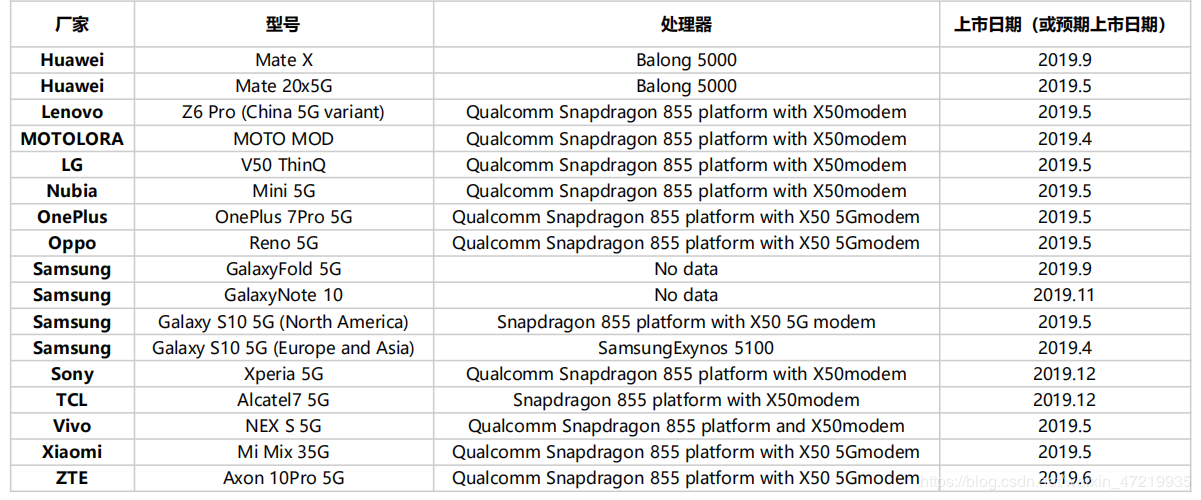 厂家 型号 处理器 上市日期（或预期上市日期）
Huawei Mate X Balong 5000 2019.9
Huawei Mate 20x5G Balong 5000 2019.5
Lenovo Z6 Pro (China 5G variant) Qualcomm Snapdragon 855 platform with X50modem 2019.5
MOTOLORA MOTO MOD Qualcomm Snapdragon 855 platform with X50modem 2019.4
LG V50 ThinQ Qualcomm Snapdragon 855 platform with X50modem 2019.5
Nubia Mini 5G Qualcomm Snapdragon 855 platform with X50modem 2019.5
OnePlus OnePlus 7Pro 5G Qualcomm Snapdragon 855 platform with X50 5Gmodem 2019.5
Oppo Reno 5G Qualcomm Snapdragon 855 platform with X50 5Gmodem 2019.5
Samsung GalaxyFold 5G No data 2019.9
Samsung GalaxyNote 10 No data 2019.11
Samsung Galaxy S10 5G (North America) Snapdragon 855 platform with X50 5G modem 2019.5
Samsung Galaxy S10 5G (Europe and Asia) SamsungExynos 5100 2019.4
Sony Xperia 5G Qualcomm Snapdragon 855 platform with X50modem 2019.12
TCL Alcatel7 5G Snapdragon 855 platform with X50modem 2019.12
Vivo NEX S 5G Qualcomm Snapdragon 855 platform and X50modem 2019.5
Xiaomi Mi Mix 35G Qualcomm Snapdragon 855 platform with X50 5Gmodem 2019.5
ZTE Axon 10Pro 5G Qualcomm Snapdragon 855 platform with X50 5Gmodem 2019.6